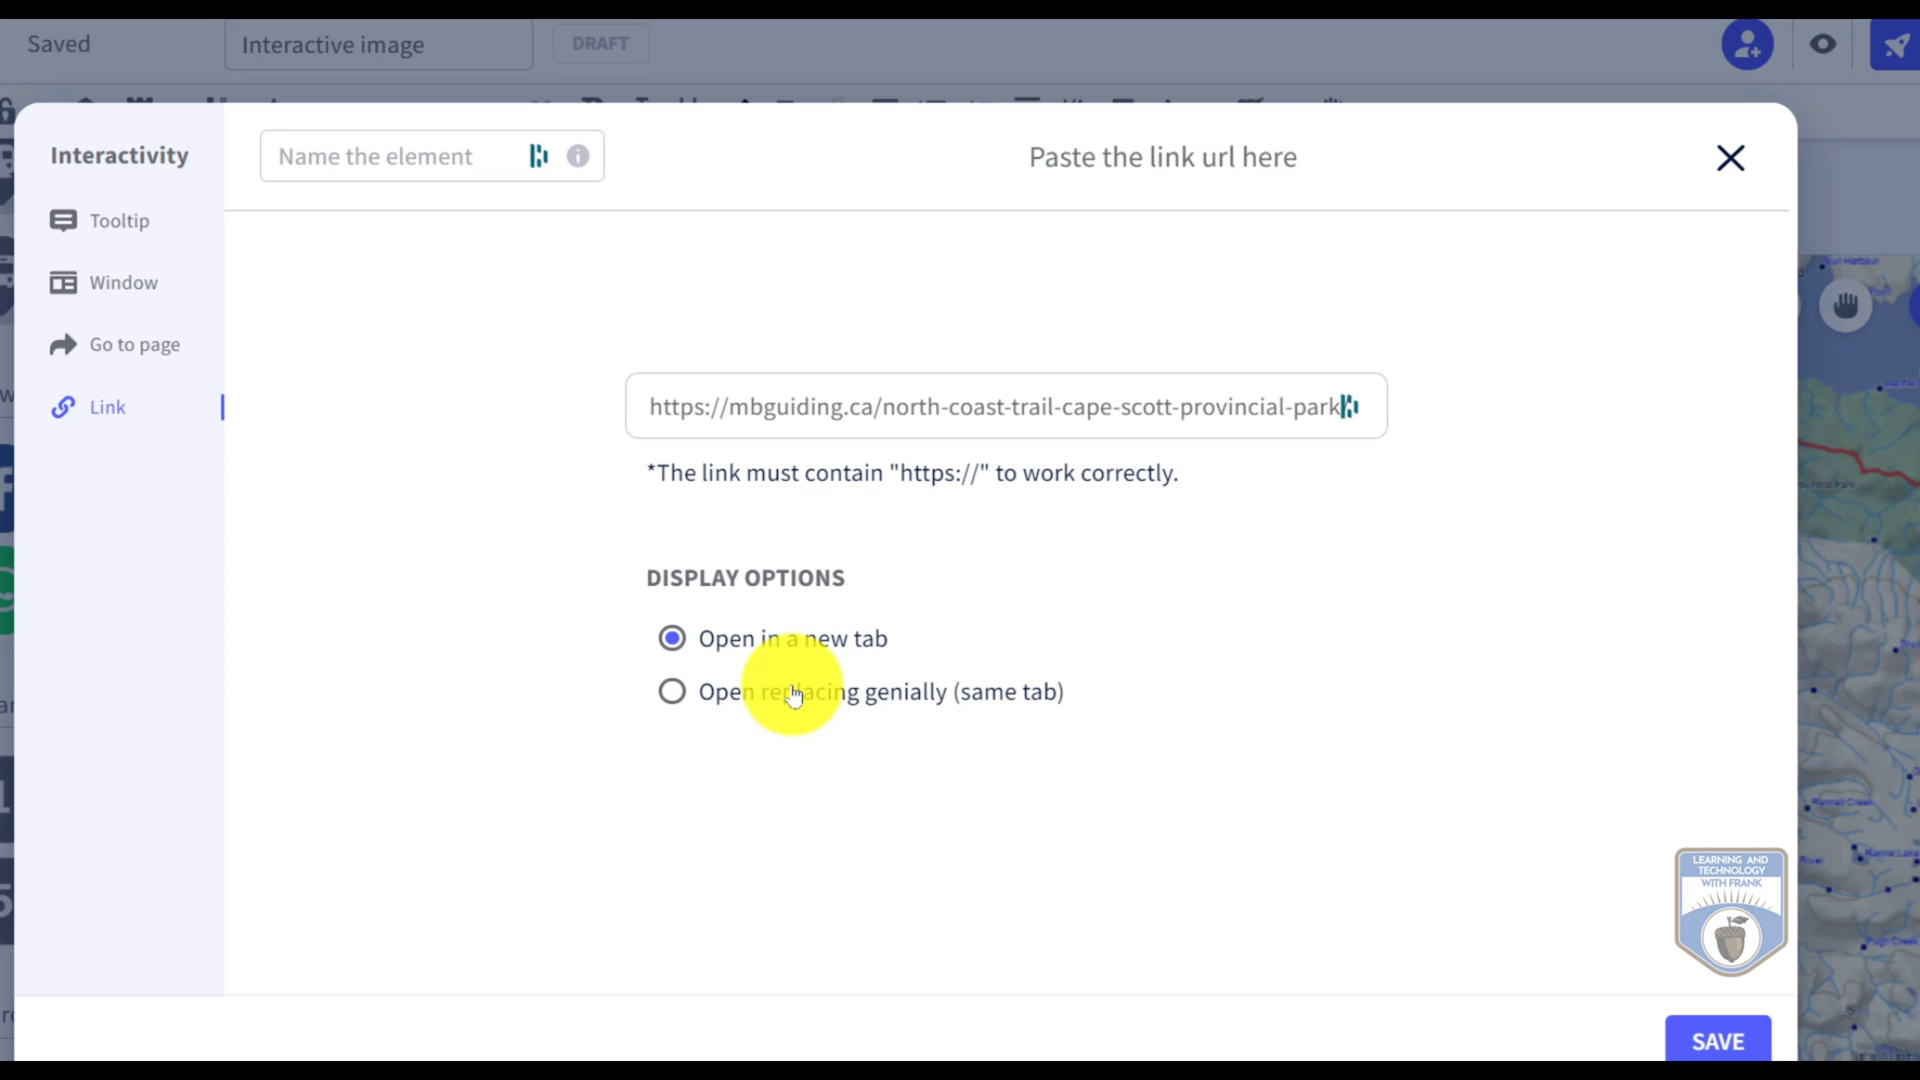 Saved
Interactive image
DRAFT
Interactivity
Name the element
Paste the link url here
Tooltip
Window
Go to page
Link
https://mbguiding.ca/north-coast-trail-cape-scott-provincial-park
*The link must contain "https://" to work correctly.
DISPLAY OPTIONS
Open in a new tab
Open replacing genially (same tab)
LEARNING AND
TECHNOLOGY
WITH FRANK
SAVE